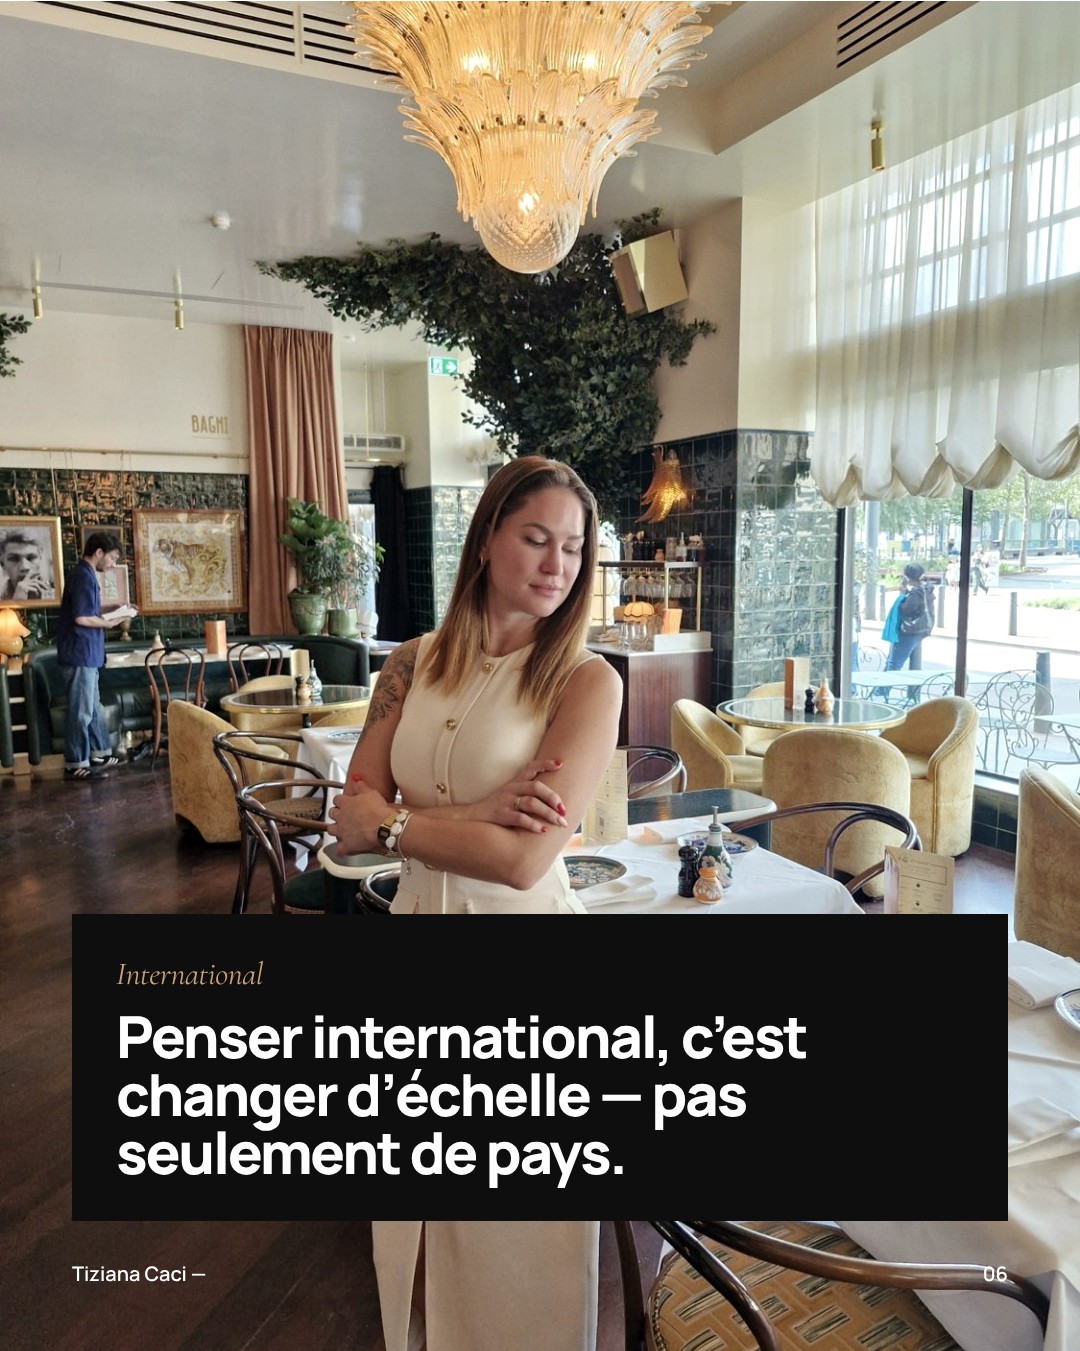 BAGNI
International
Penser international, c’est
changer d’échelle — pas
seulement de pays.
Tiziana Caci —
06